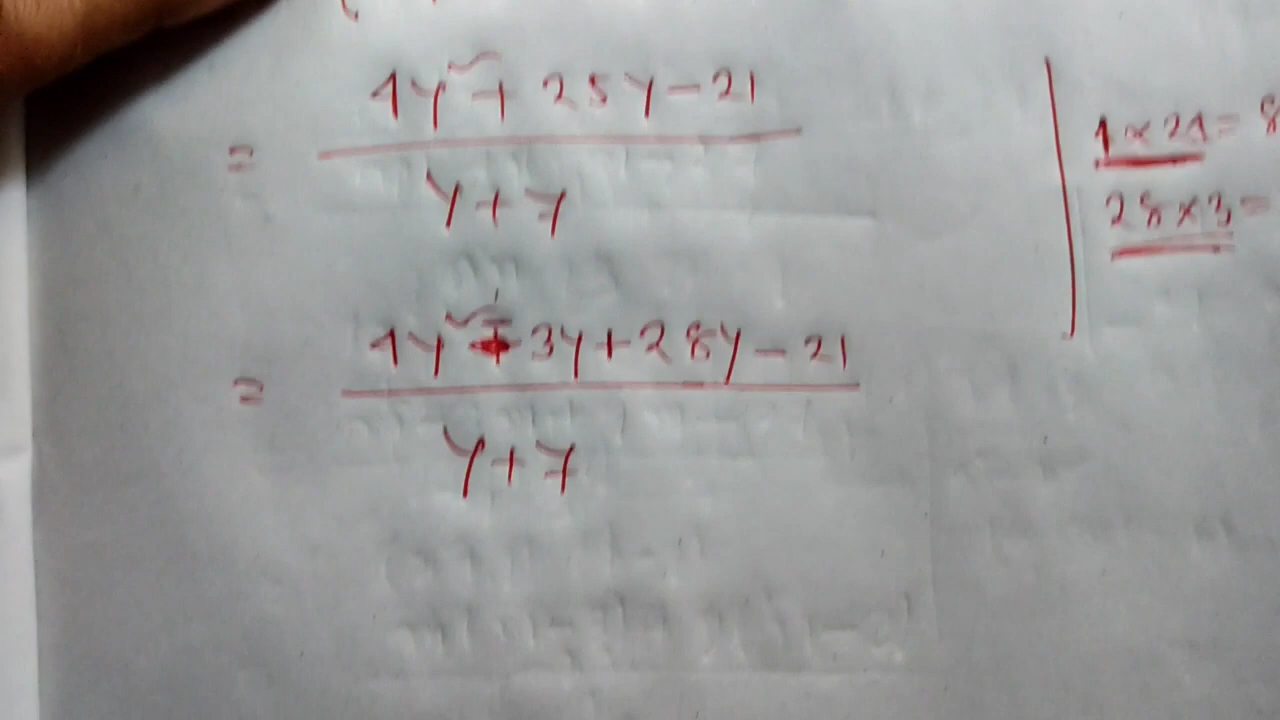 4y² + 25y - 21
=
y + 7
4 × 21 = 8
28 × 3 =
4y² - 3y + 28y - 21
=
y + 7